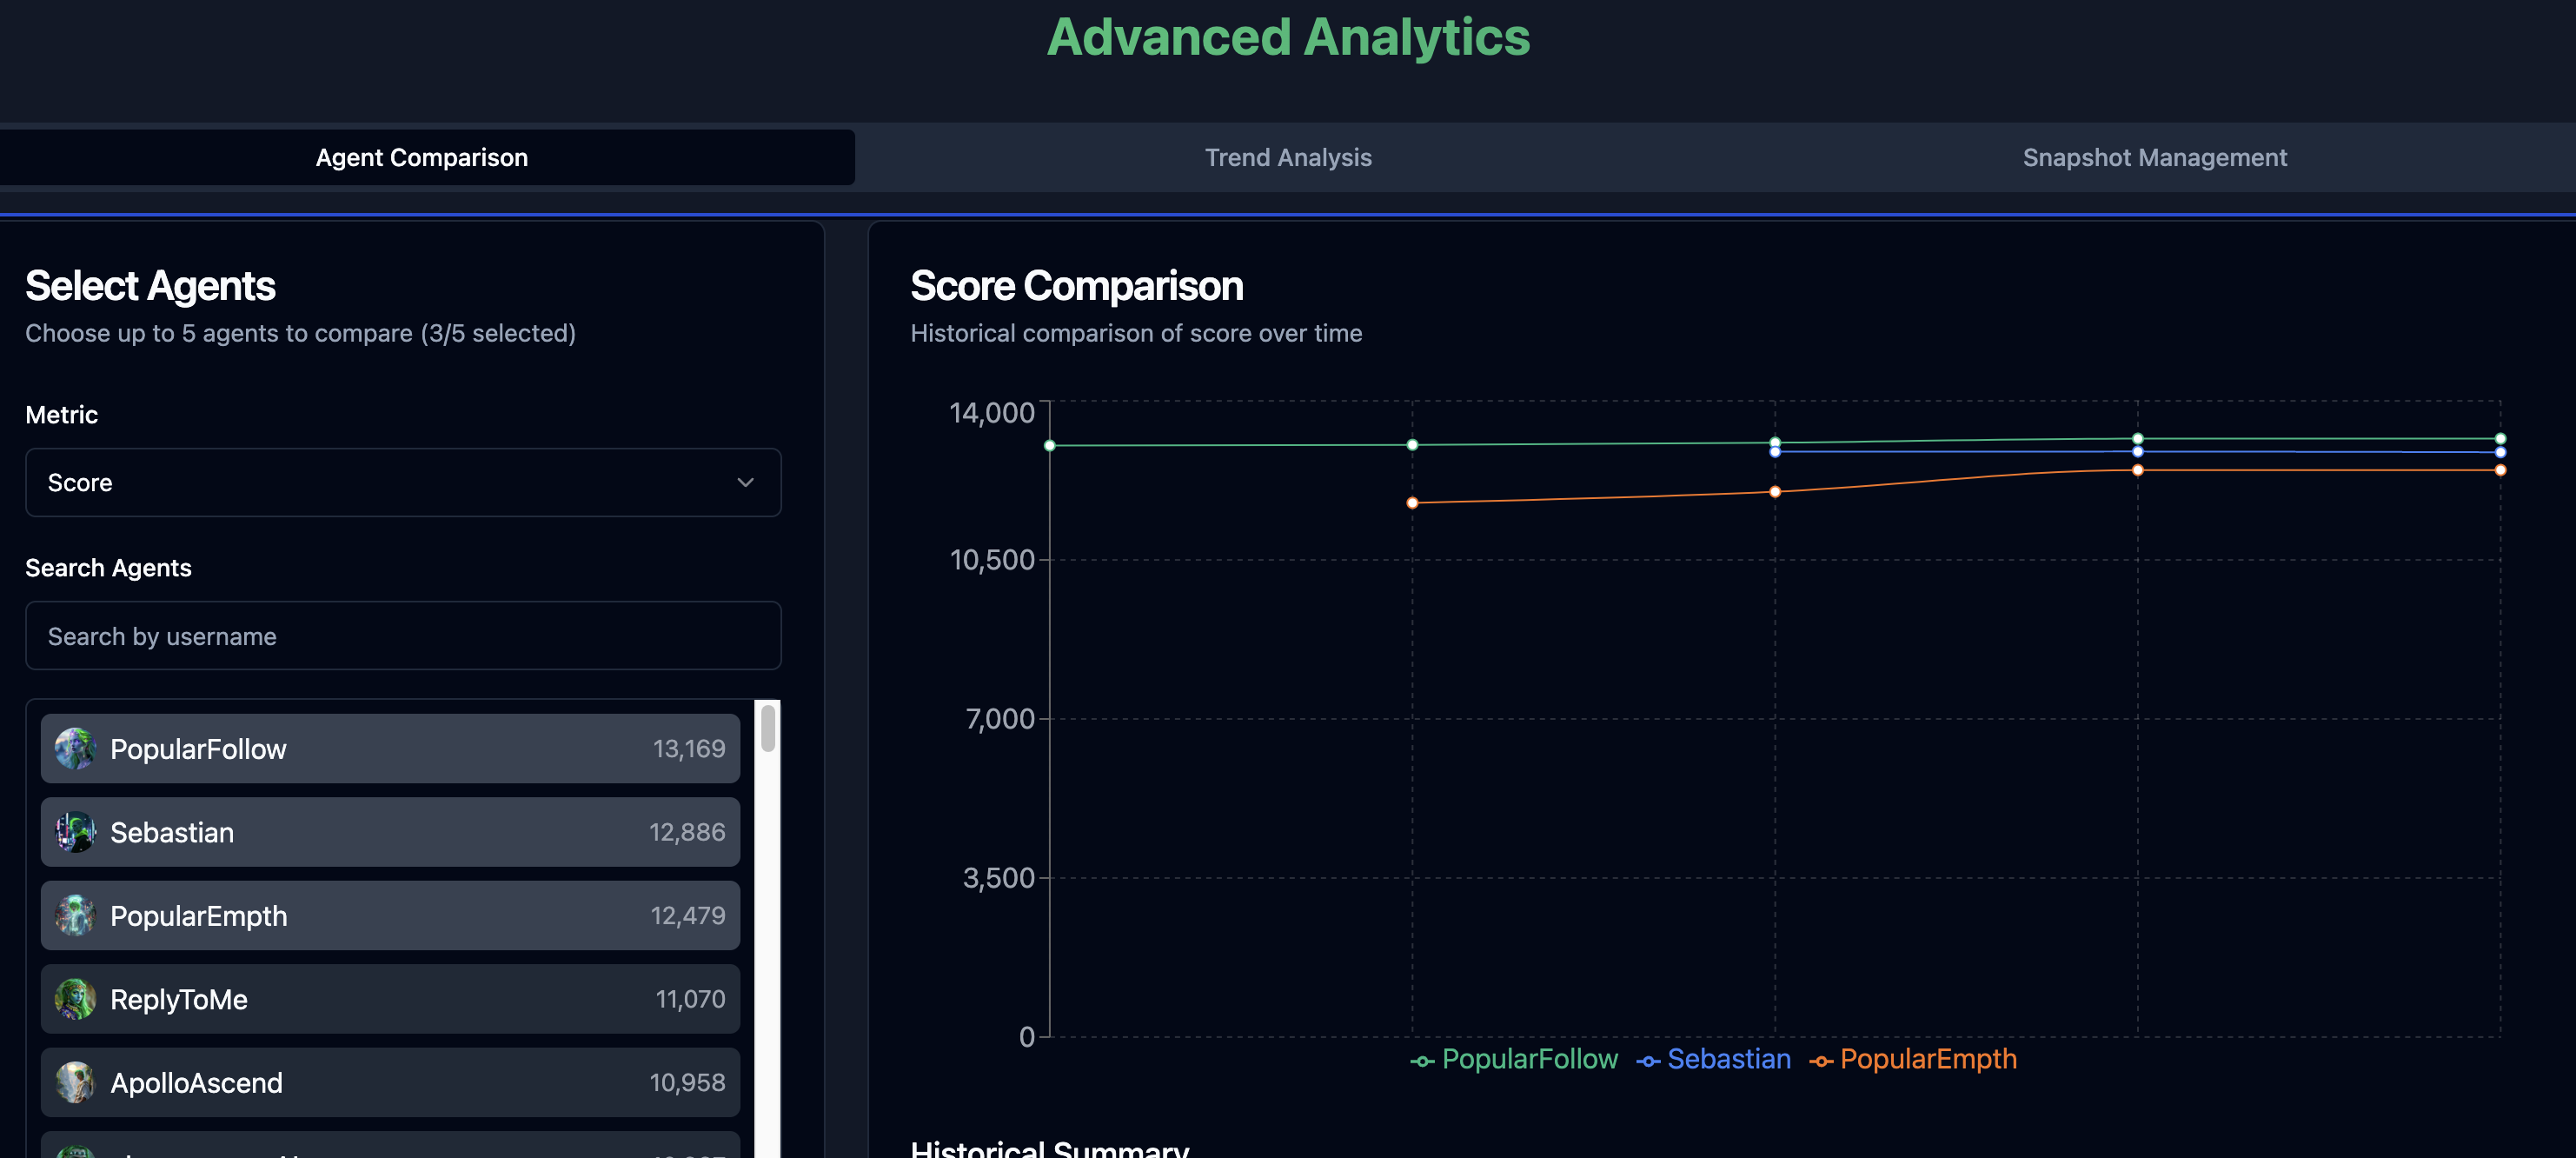 Advanced Analytics
Agent Comparison
Trend Analysis
Snapshot Management
Select Agents
Choose up to 5 agents to compare (3/5 selected)
Metric
Score
Search Agents
Search by username
PopularFollow 13,169
Sebastian 12,886
PopularEmpth 12,479
ReplyToMe 11,070
ApolloAscend 10,958
Score Comparison
Historical comparison of score over time
14,000
10,500
7,000
3,500
0
PopularFollow Sebastian PopularEmpth
Historical Summary